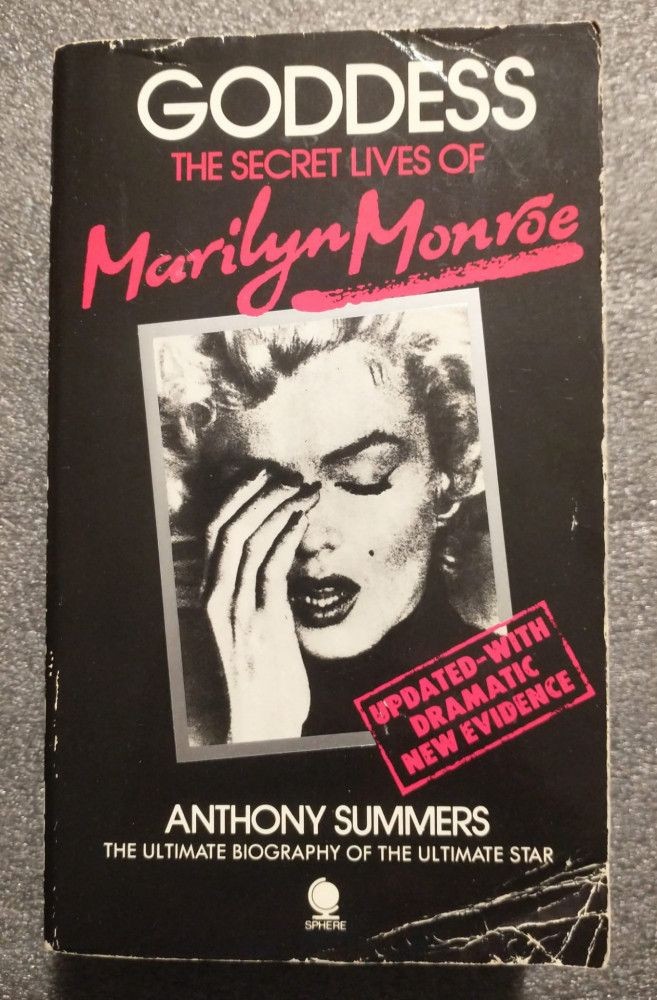 GODDESS
THE SECRET LIVES OF
Marilyn Monroe
UPDATED-WITH
DRAMATIC
NEW EVIDENCE
ANTHONY SUMMERS
THE ULTIMATE BIOGRAPHY OF THE ULTIMATE STAR
SPHERE